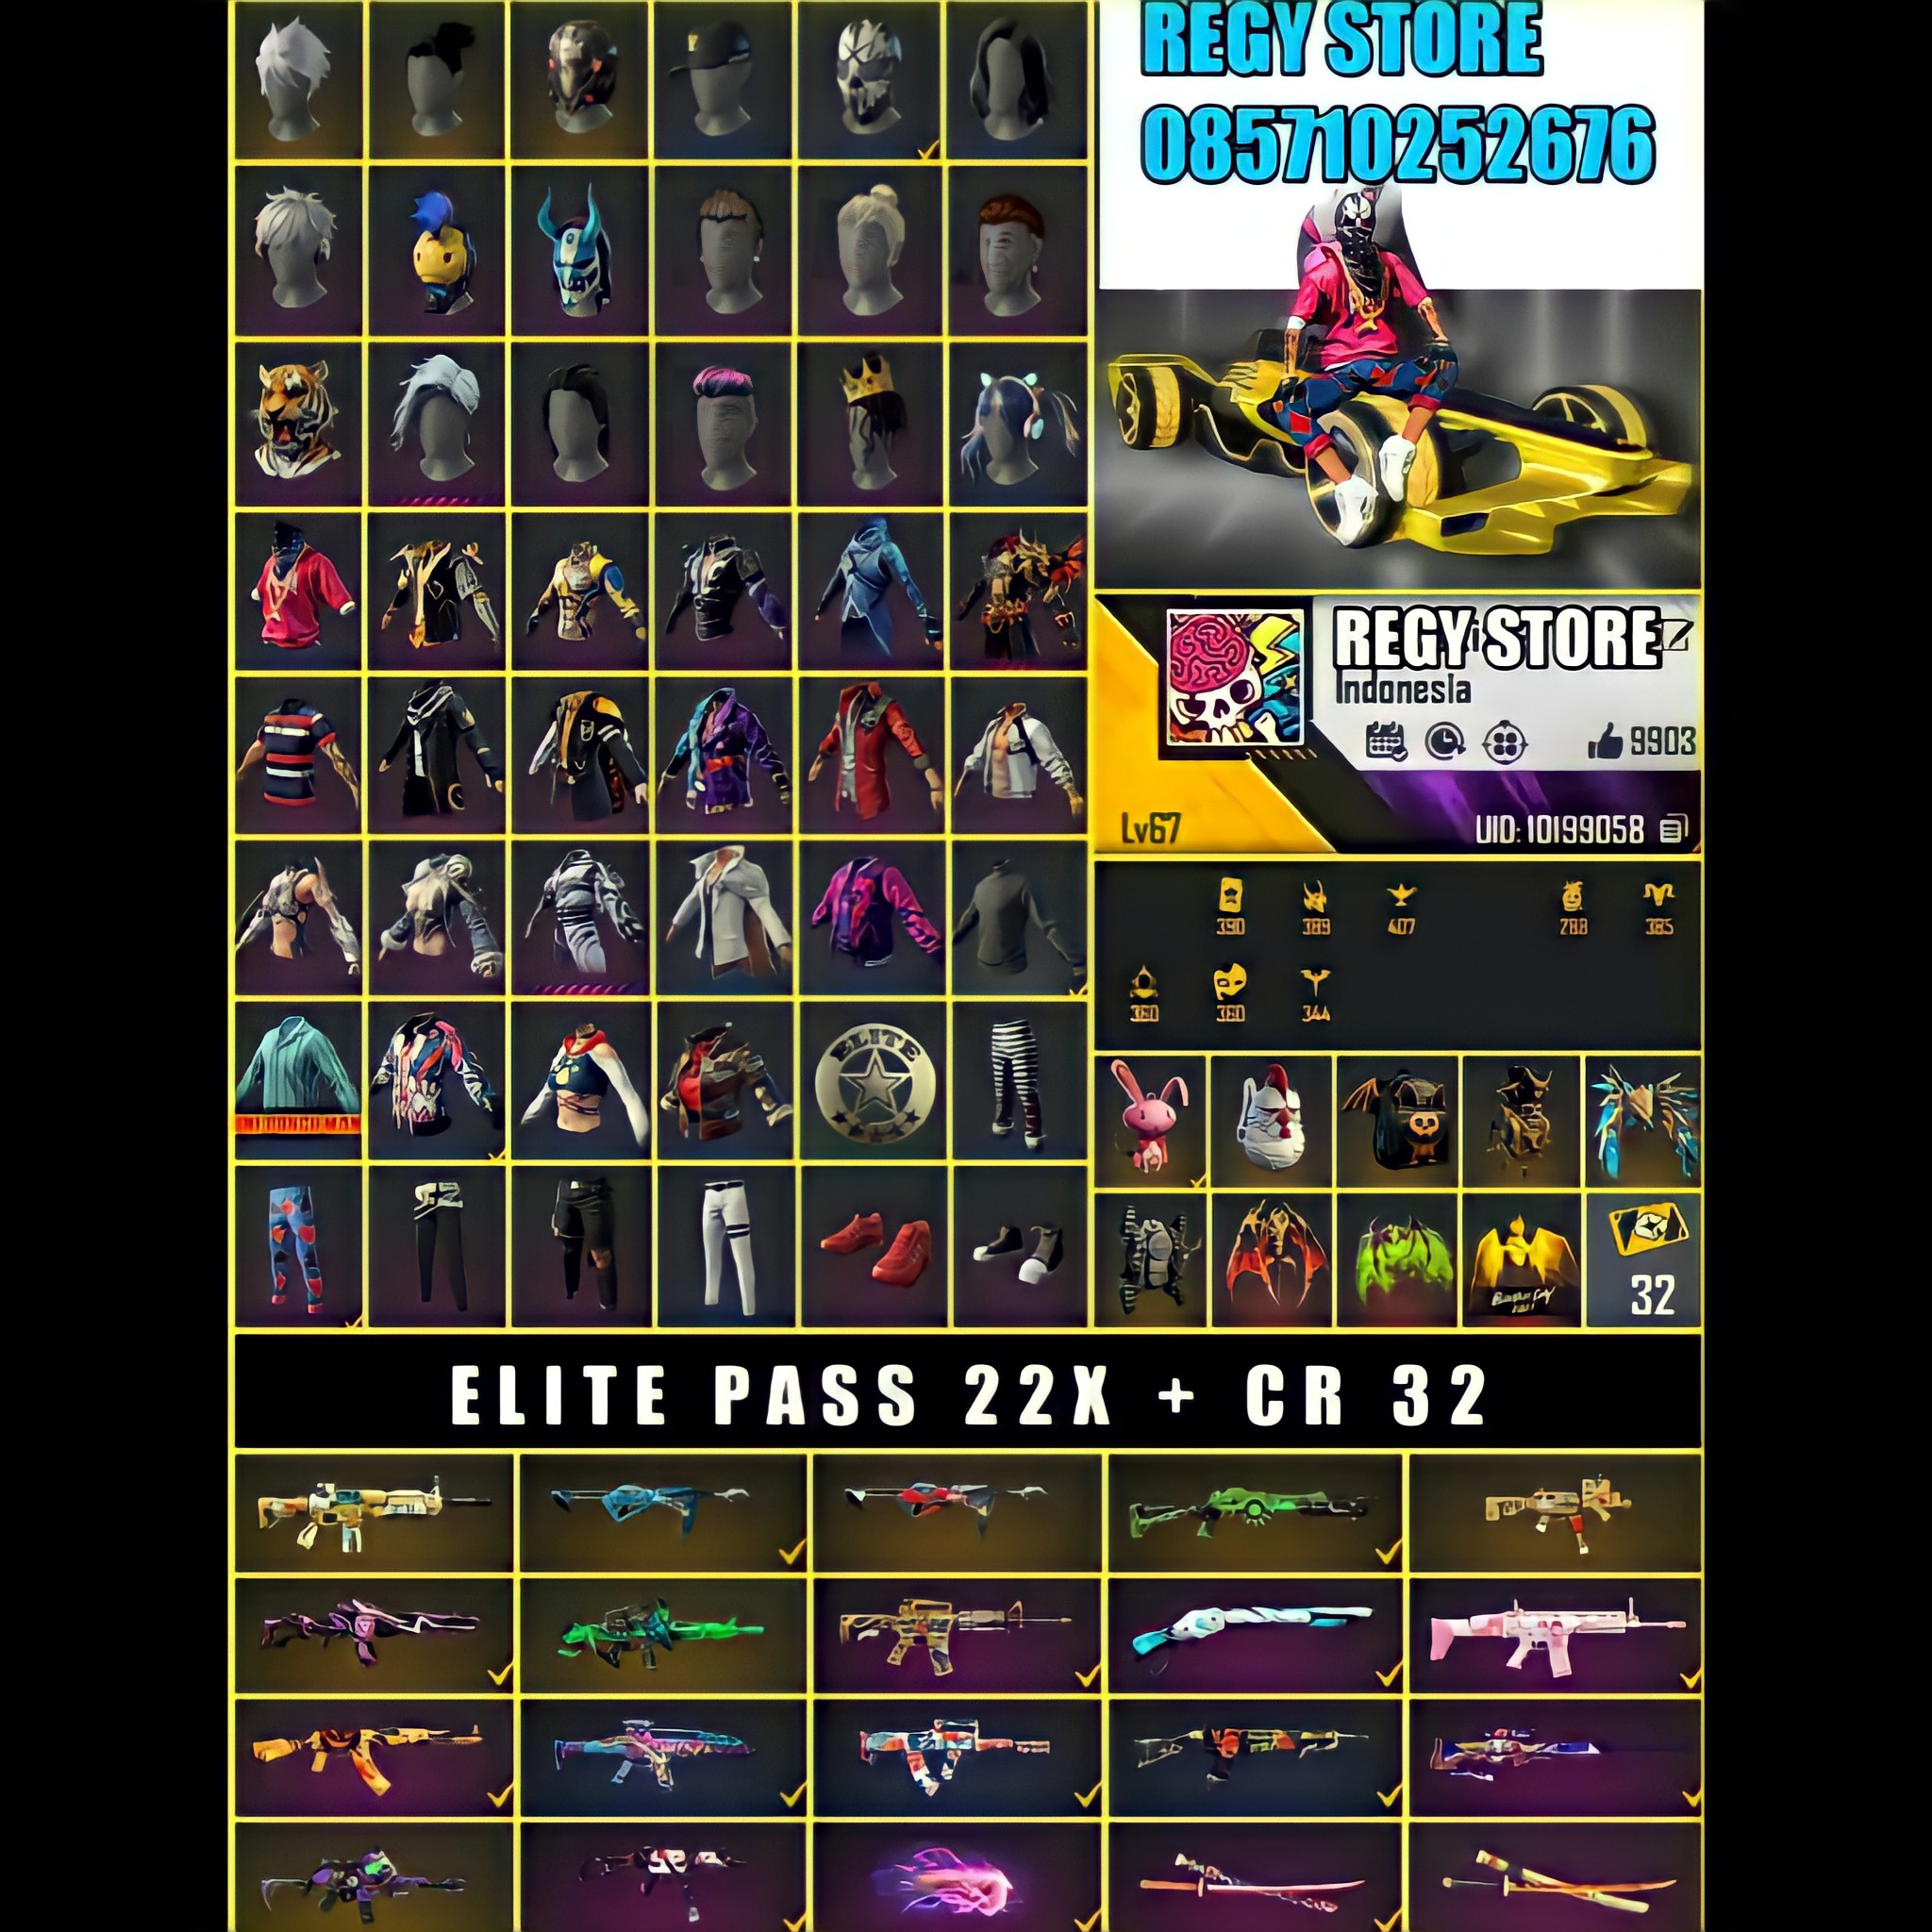 REGY STORE
085710252676
REGY STORE
Indonesia
9903
Lv67
UID: 10199058
390
389
407
288
385
360
360
344
ELITE
32
ELITE PASS 22X + CR 32